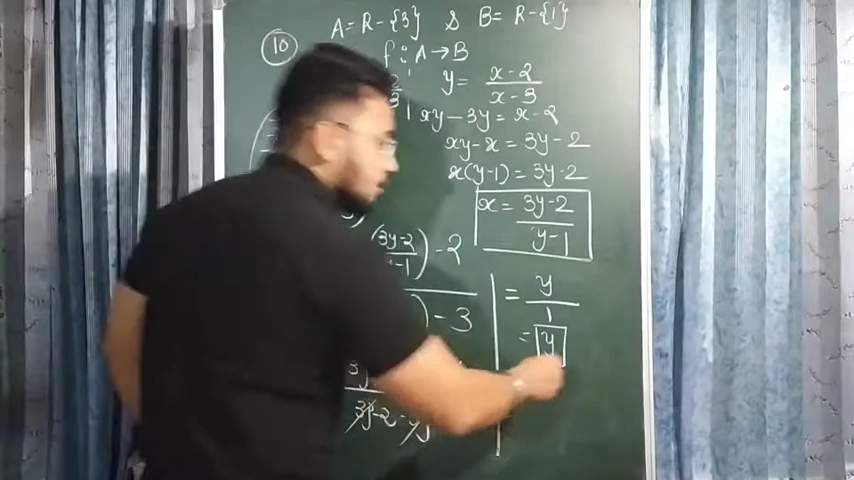 A = R - {3} & B = R - {1}
10
f : A → B
y = x-2 / x-3
xy - 3y = x - 2
xy - x = 3y - 2
x(y-1) = 3y-2
x = 3y-2 / y-1
(3y-2 / y-1) - 2
) - 3
= y / 1
= y
3y-2